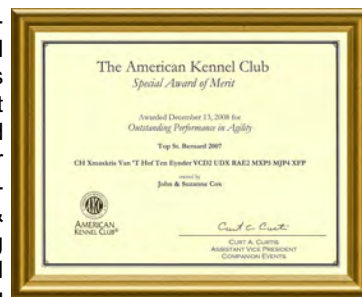 The American Kennel Club
Special Award of Merit
Awarded December 13, 2008 for
Outstanding Performance in Agility
Top St. Bernard 2007
CH Xmaskris Van 'T Hof Ten Eynder VCD2 UDX RAE2 MXP5 MJP4 XFP
owned by
John & Suzanne Cox
AKC
AMERICAN
KENNEL CLUB®
Curt C. Curtis
CURT A. CURTIS
ASSISTANT VICE PRESIDENT
COMPANION EVENTS